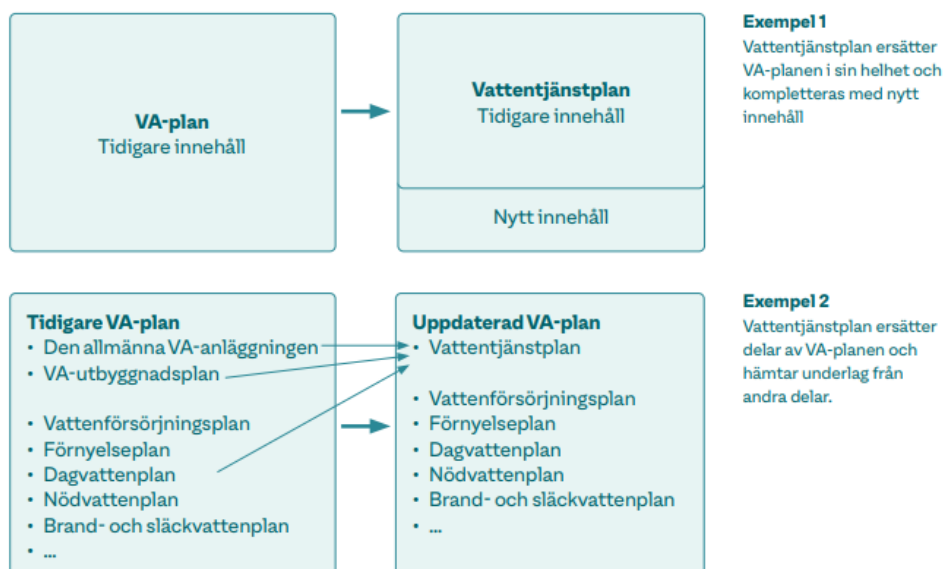 VA-plan
Tidigare innehåll
Vattentjänstplan
Tidigare innehåll
Nytt innehåll
Exempel 1
Vattentjänstplan ersätter
VA-planen i sin helhet och
kompletteras med nytt
innehåll
Tidigare VA-plan
• Den allmänna VA-anläggningen
• VA-utbyggnadsplan
• Vattenförsörjningsplan
• Förnyelseplan
• Dagvattenplan
• Nödvattenplan
• Brand- och släckvattenplan
• ...
Uppdaterad VA-plan
• Vattentjänstplan
• Vattenförsörjningsplan
• Förnyelseplan
• Dagvattenplan
• Nödvattenplan
• Brand- och släckvattenplan
• ...
Exempel 2
Vattentjänstplan ersätter
delar av VA-planen och
hämtar underlag från
andra delar.